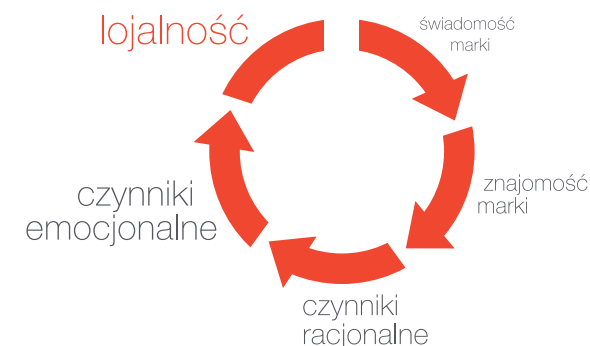 lojalność
świadomość
marki
znajomość
marki
czynniki
emocjonalne
czynniki
racjonalne